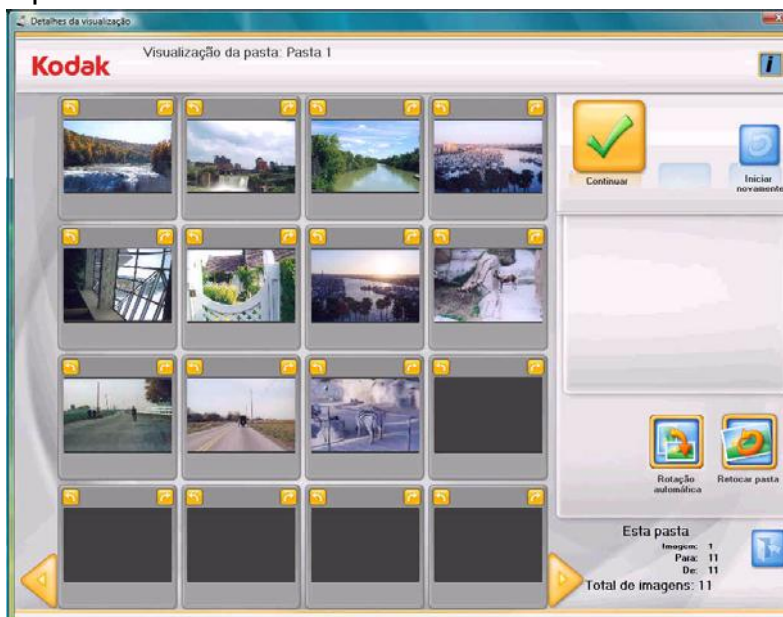 Detalhes da visualização
Kodak
Visualização da pasta: Pasta 1
i
Continuar
Iniciar
novamente
Rotação
automática
Retocar pasta
Esta pasta
Imagem: 1
Para: 11
De: 11
Total de imagens: 11